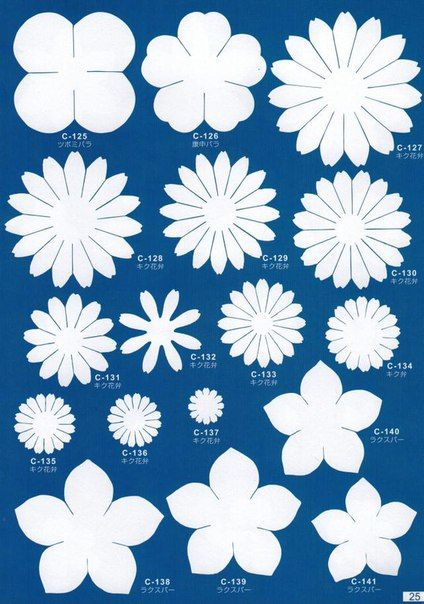 C-125
ツボミバラ
C-126
康申バラ
C-127
キク花弁
C-128
キク花弁
C-129
キク花弁
C-130
キク花弁
C-131
キク花弁
C-132
キク花弁
C-133
キク花弁
C-134
キク花弁
C-135
キク花弁
C-136
キク花弁
C-137
キク花弁
C-140
ラクスパー
C-138
ラクスパー
C-139
ラクスパー
C-141
ラクスパー
25